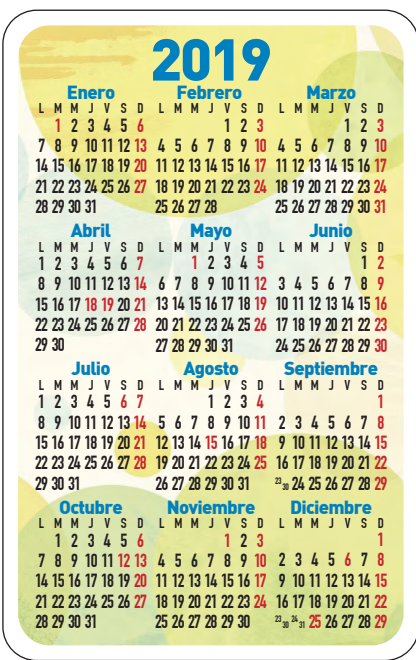 2019
Enero
L M M J V S D
1 2 3 4 5 6
7 8 9 10 11 12 13
14 15 16 17 18 19 20
21 22 23 24 25 26 27
28 29 30 31
Febrero
L M M J V S D
1 2 3
4 5 6 7 8 9 10
11 12 13 14 15 16 17
18 19 20 21 22 23 24
25 26 27 28
Marzo
L M M J V S D
1 2 3
4 5 6 7 8 9 10
11 12 13 14 15 16 17
18 19 20 21 22 23 24
25 26 27 28 29 30 31
Abril
L M M J V S D
1 2 3 4 5 6 7
8 9 10 11 12 13 14
15 16 17 18 19 20 21
22 23 24 25 26 27 28
29 30
Mayo
L M M J V S D
1 2 3 4 5
6 7 8 9 10 11 12
13 14 15 16 17 18 19
20 21 22 23 24 25 26
27 28 29 30 31
Junio
L M M J V S D
1 2
3 4 5 6 7 8 9
10 11 12 13 14 15 16
17 18 19 20 21 22 23
24 25 26 27 28 29 30
Julio
L M M J V S D
1 2 3 4 5 6 7
8 9 10 11 12 13 14
15 16 17 18 19 20 21
22 23 24 25 26 27 28
29 30 31
Agosto
L M M J V S D
1 2 3 4
5 6 7 8 9 10 11
12 13 14 15 16 17 18
19 20 21 22 23 24 25
26 27 28 29 30 31
Septiembre
L M M J V S D
1
2 3 4 5 6 7 8
9 10 11 12 13 14 15
16 17 18 19 20 21 22
23 30 24 25 26 27 28 29
Octubre
L M M J V S D
1 2 3 4 5 6
7 8 9 10 11 12 13
14 15 16 17 18 19 20
21 22 23 24 25 26 27
28 29 30 31
Noviembre
L M M J V S D
1 2 3
4 5 6 7 8 9 10
11 12 13 14 15 16 17
18 19 20 21 22 23 24
25 26 27 28 29 30
Diciembre
L M M J V S D
1
2 3 4 5 6 7 8
9 10 11 12 13 14 15
16 17 18 19 20 21 22
23 30 24 31 25 26 27 28 29